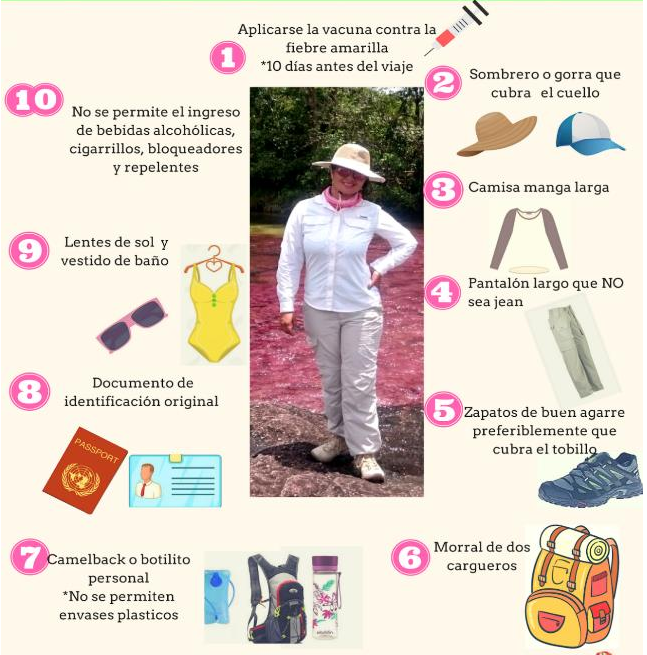 1
Aplicarse la vacuna contra la
fiebre amarilla
*10 días antes del viaje
2
Sombrero o gorra que
cubra el cuello
3
Camisa manga larga
4
Pantalón largo que NO
sea jean
5
Zapatos de buen agarre
preferiblemente que
cubra el tobillo
6
Morral de dos
cargueros
7
Camelback o botilito
personal
*No se permiten
envases plasticos
8
Documento de
identificación original
PASSPORT
9
Lentes de sol y
vestido de baño
10
No se permite el ingreso
de bebidas alcohólicas,
cigarrillos, bloqueadores
y repelentes